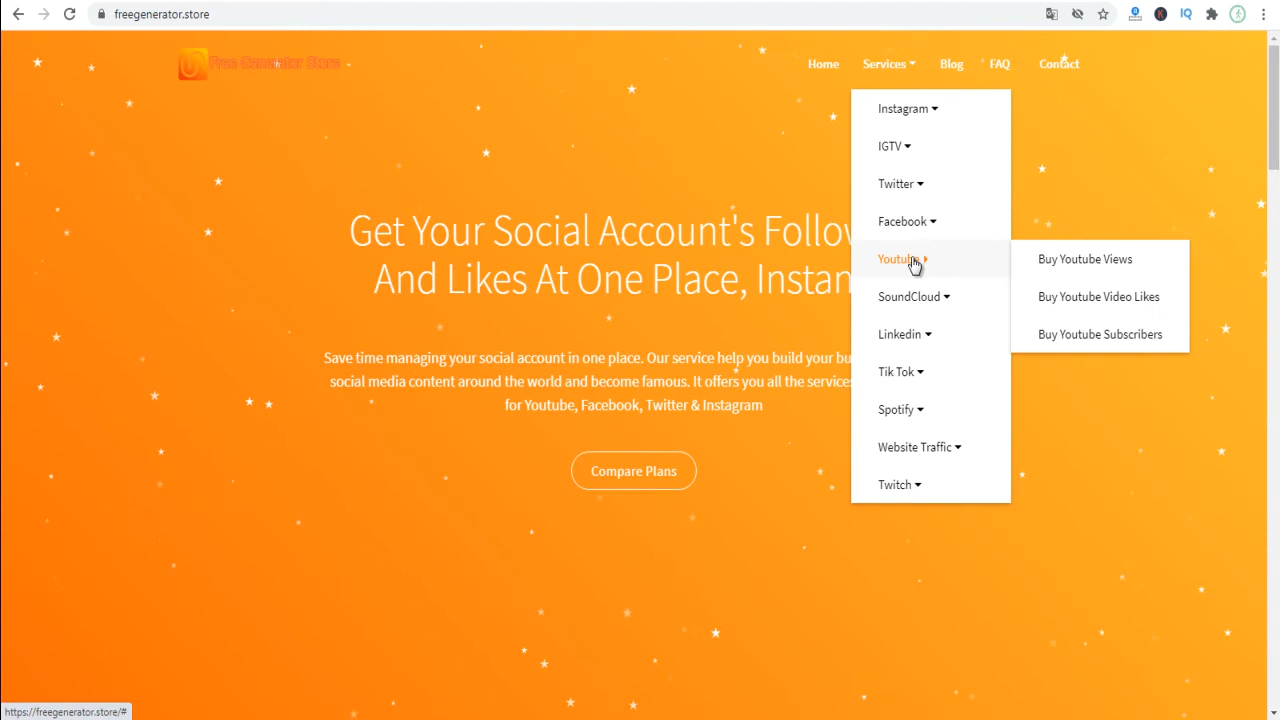 freegenerator.store
Free Generator Store
Home
Services
Blog
FAQ
Contact
Instagram
IGTV
Twitter
Facebook
Youtube
SoundCloud
Linkedin
Tik Tok
Spotify
Website Traffic
Twitch
Buy Youtube Views
Buy Youtube Video Likes
Buy Youtube Subscribers
Get Your Social Account's Follow
And Likes At One Place, Instan
Save time managing your social account in one place. Our service help you build your bu
social media content around the world and become famous. It offers you all the services
for Youtube, Facebook, Twitter & Instagram
Compare Plans
https://freegenerator.store/#